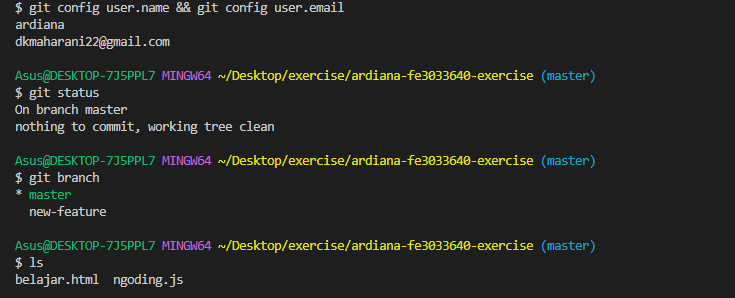 $ git config user.name && git config user.email
ardiana
dkmaharani22@gmail.com
Asus@DESKTOP-7J5PPL7 MINGW64 ~/Desktop/exercise/ardiana-fe3033640-exercise (master)
$ git status
On branch master
nothing to commit, working tree clean
Asus@DESKTOP-7J5PPL7 MINGW64 ~/Desktop/exercise/ardiana-fe3033640-exercise (master)
$ git branch
* master
  new-feature
Asus@DESKTOP-7J5PPL7 MINGW64 ~/Desktop/exercise/ardiana-fe3033640-exercise (master)
$ ls
belajar.html  ngoding.js